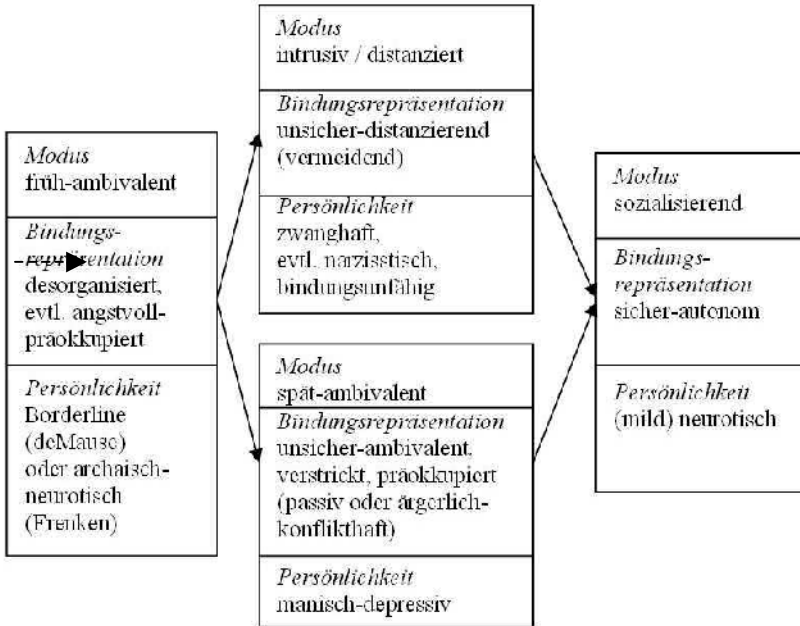 Modus
früh-ambivalent
Bindungs-
repräsentation
desorganisiert,
evtl. angstvoll-
präokkupiert
Persönlichkeit
Borderline
(deMause)
oder archaisch-
neurotisch
(Frenken)
Modus
intrusiv / distanziert
Bindungsrepräsentation
unsicher-distanzierend
(vermeidend)
Persönlichkeit
zwanghaft,
evtl. narzisstisch,
bindungsunfähig
Modus
spät-ambivalent
Bindungsrepräsentation
unsicher-ambivalent,
verstrickt, präokkupiert
(passiv oder ärgerlich-
konflikthaft)
Persönlichkeit
manisch-depressiv
Modus
sozialisierend
Bindungs-
repräsentation
sicher-autonom
Persönlichkeit
(mild) neurotisch